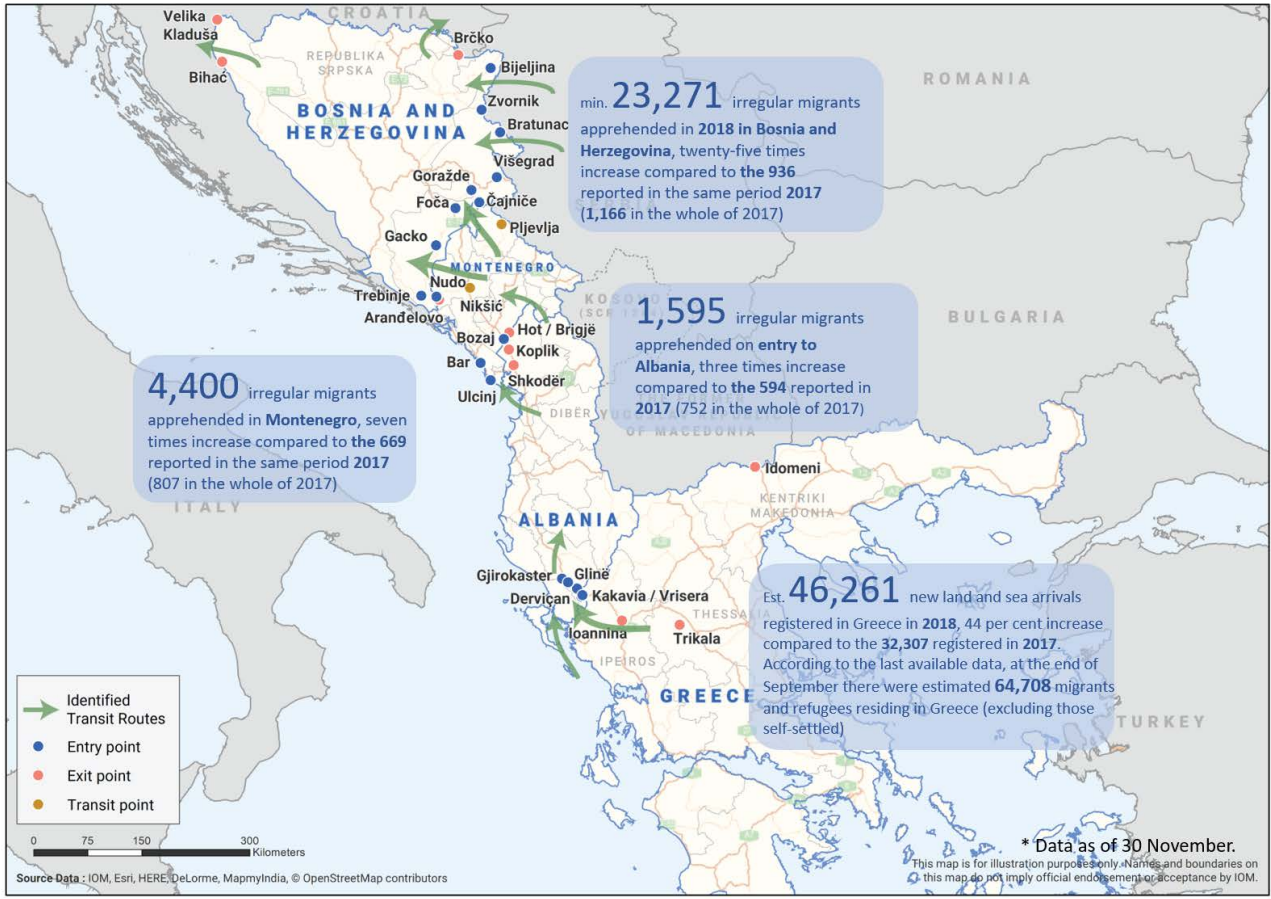 CROATIA
Velika
Kladuša
Bihać
REPUBLIKA
SRPSKA
Brčko
Bijeljina
Zvornik
Bratunac
BOSNIA AND
HERZEGOVINA
Višegrad
Goražde
Foča
Čajniče
Pljevlja
Gacko
MONTENEGRO
Nudo
Trebinje
Nikšić
Aranđelovo
Bozaj
Hot / Brigjë
Koplik
Bar
Shkodër
Ulcinj
ROMANIA
min. 23,271 irregular migrants
apprehended in 2018 in Bosnia and
Herzegovina, twenty-five times
increase compared to the 936
reported in the same period 2017
(1,166 in the whole of 2017)
SERBIA
KOSOVO
BULGARIA
1,595 irregular migrants
apprehended on entry to
Albania, three times increase
compared to the 594 reported in
2017 (752 in the whole of 2017)
DIBËR
THE FORMER
YUGOSLAV REPUBLIC
OF MACEDONIA
4,400 irregular migrants
apprehended in Montenegro, seven
times increase compared to the 669
reported in the same period 2017
(807 in the whole of 2017)
ITALY
Idomeni
KENTRIKI
MAKEDONIA
ALBANIA
Gjirokaster
Glinë
Derviçan
Kakavia / Vrisera
Ioannina
THESSALIA
Trikala
IPEIROS
GREECE
Est. 46,261 new land and sea arrivals
registered in Greece in 2018, 44 per cent increase
compared to the 32,307 registered in 2017.
According to the last available data, at the end of
September there were estimated 64,708 migrants
and refugees residing in Greece (excluding those
self-settled)
TURKEY
Identified
Transit Routes
Entry point
Exit point
Transit point
0 75 150 300
Kilometers
Source Data : IOM, Esri, HERE, DeLorme, MapmyIndia, © OpenStreetMap contributors
* Data as of 30 November.
This map is for illustration purposes only. Names and boundaries on
this map do not imply official endorsement or acceptance by IOM.